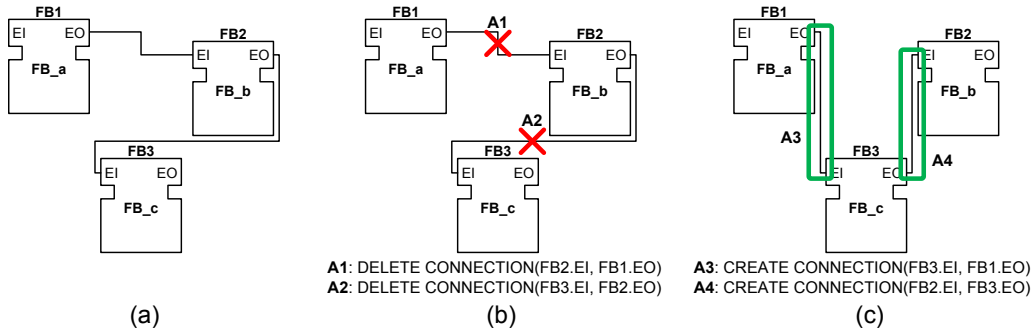 FB1
EI EO
FB_a
FB2
EI EO
FB_b
FB3
EI EO
FB_c
(a)
FB1
EI EO
FB_a
A1
FB2
EI EO
FB_b
A2
FB3
EI EO
FB_c
A1: DELETE CONNECTION(FB2.EI, FB1.EO)
A2: DELETE CONNECTION(FB3.EI, FB2.EO)
(b)
FB1
EI EO
FB_a
FB2
EI EO
FB_b
A3
A4
FB3
EI EO
FB_c
A3: CREATE CONNECTION(FB3.EI, FB1.EO)
A4: CREATE CONNECTION(FB2.EI, FB3.EO)
(c)